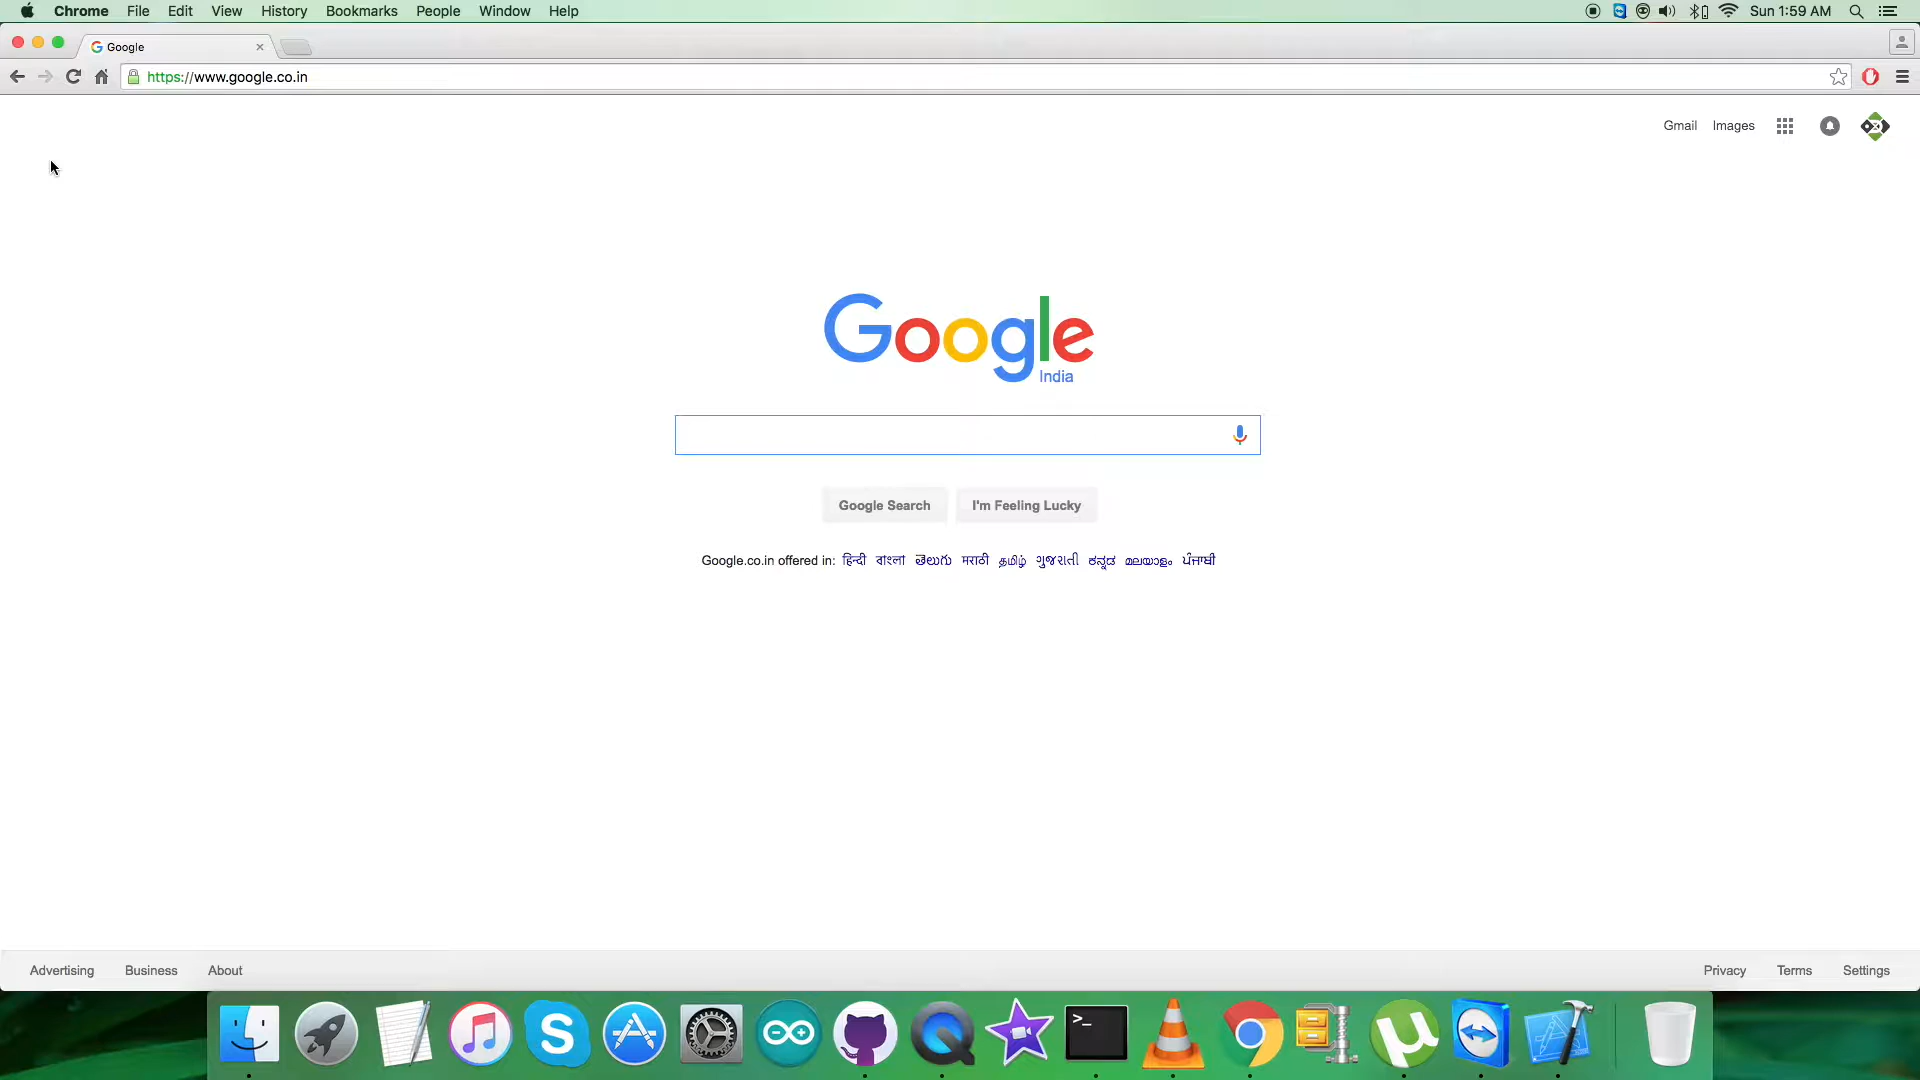 Chrome File Edit View History Bookmarks People Window Help Sun 1:59 AM
Google
https://www.google.co.in
Gmail Images
Google
India
Google Search I'm Feeling Lucky
Google.co.in offered in: हिन्दी বাংলা తెలుగు मराठी தமிழ் ગુજરાતી ಕನ್ನಡ മലയാളം ਪੰਜਾਬੀ
Advertising Business About Privacy Terms Settings